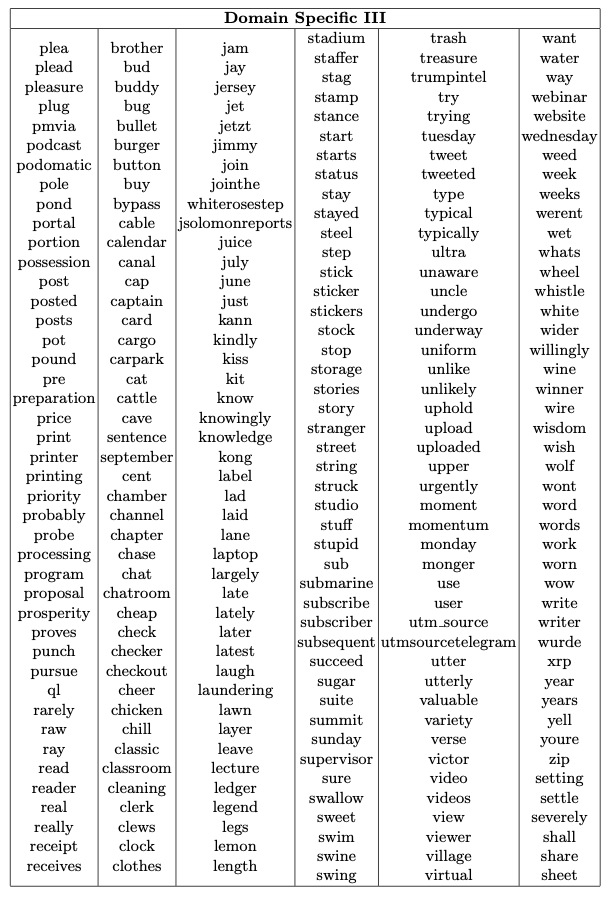 Domain Specific III
plea
plead
pleasure
plug
pmvia
podcast
podomatic
pole
pond
portal
portion
possession
post
posted
posts
pot
pound
pre
preparation
price
print
printer
printing
priority
probably
probe
processing
program
proposal
prosperity
proves
punch
pursue
ql
rarely
raw
ray
read
reader
real
really
receipt
receives
brother
bud
buddy
bug
bullet
burger
button
buy
bypass
cable
calendar
canal
cap
captain
card
cargo
carpark
cat
cattle
cave
sentence
september
cent
chamber
channel
chapter
chase
chat
chatroom
cheap
check
checker
checkout
cheer
chicken
chill
classic
classroom
cleaning
clerk
clews
clock
clothes
jam
jay
jersey
jet
jetzt
jimmy
join
jointhe
whiterosestep
jsolomonreports
juice
july
june
just
kann
kindly
kiss
kit
know
knowingly
knowledge
kong
label
lad
laid
lane
laptop
largely
late
lately
later
latest
laugh
laundering
lawn
layer
leave
lecture
ledger
legend
legs
lemon
length
stadium
staffer
stag
stamp
stance
start
starts
status
stay
stayed
steel
step
stick
sticker
stickers
stock
stop
storage
stories
story
stranger
street
string
struck
studio
stuff
stupid
sub
submarine
subscribe
subscriber
subsequent
succeed
sugar
suite
summit
sunday
supervisor
sure
swallow
sweet
swim
swine
swing
trash
treasure
trumpintel
try
trying
tuesday
tweet
tweeted
type
typical
typically
ultra
unaware
uncle
undergo
underway
uniform
unlike
unlikely
uphold
upload
uploaded
upper
urgently
moment
momentum
monday
monger
use
user
utm_source
utmsourcetelegram
utter
utterly
valuable
variety
verse
victor
video
videos
view
viewer
village
virtual
want
water
way
webinar
website
wednesday
weed
week
weeks
werent
wet
whats
wheel
whistle
white
wider
willingly
wine
winner
wire
wisdom
wish
wolf
wont
word
words
work
worn
wow
write
writer
wurde
xrp
year
years
yell
youre
zip
setting
settle
severely
shall
share
sheet